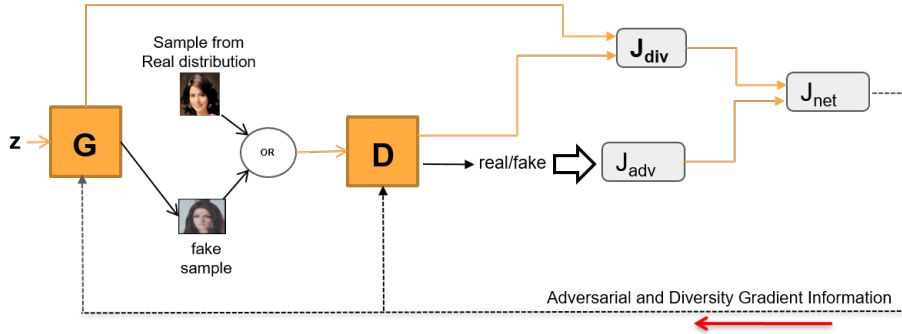 Sample from
Real distribution
J_div
J_net
z
G
OR
D
real/fake
J_adv
fake
sample
Adversarial and Diversity Gradient Information